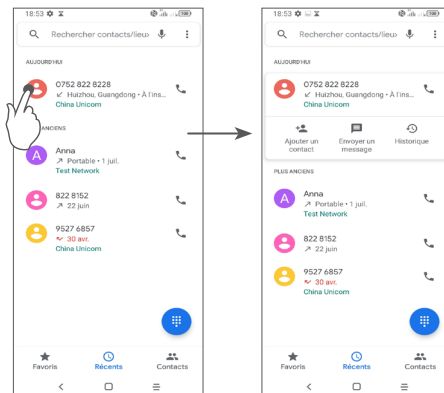 18:53
Rechercher contacts/lieux
AUJOURD'HUI
0752 822 8228
Huizhou, Guangdong • À l'ins...
China Unicom
ANCIENS
Anna
Portable • 1 juil.
Test Network
822 8152
22 juin
9527 6857
30 avr.
China Unicom
Favoris
Récents
Contacts
18:53
Rechercher contacts/lieux
AUJOURD'HUI
0752 822 8228
Huizhou, Guangdong • À l'ins...
China Unicom
Ajouter un
contact
Envoyer un
message
Historique
PLUS ANCIENS
A
Anna
Portable • 1 juil.
Test Network
822 8152
22 juin
9527 6857
30 avr.
China Unicom
Favoris
Récents
Contacts